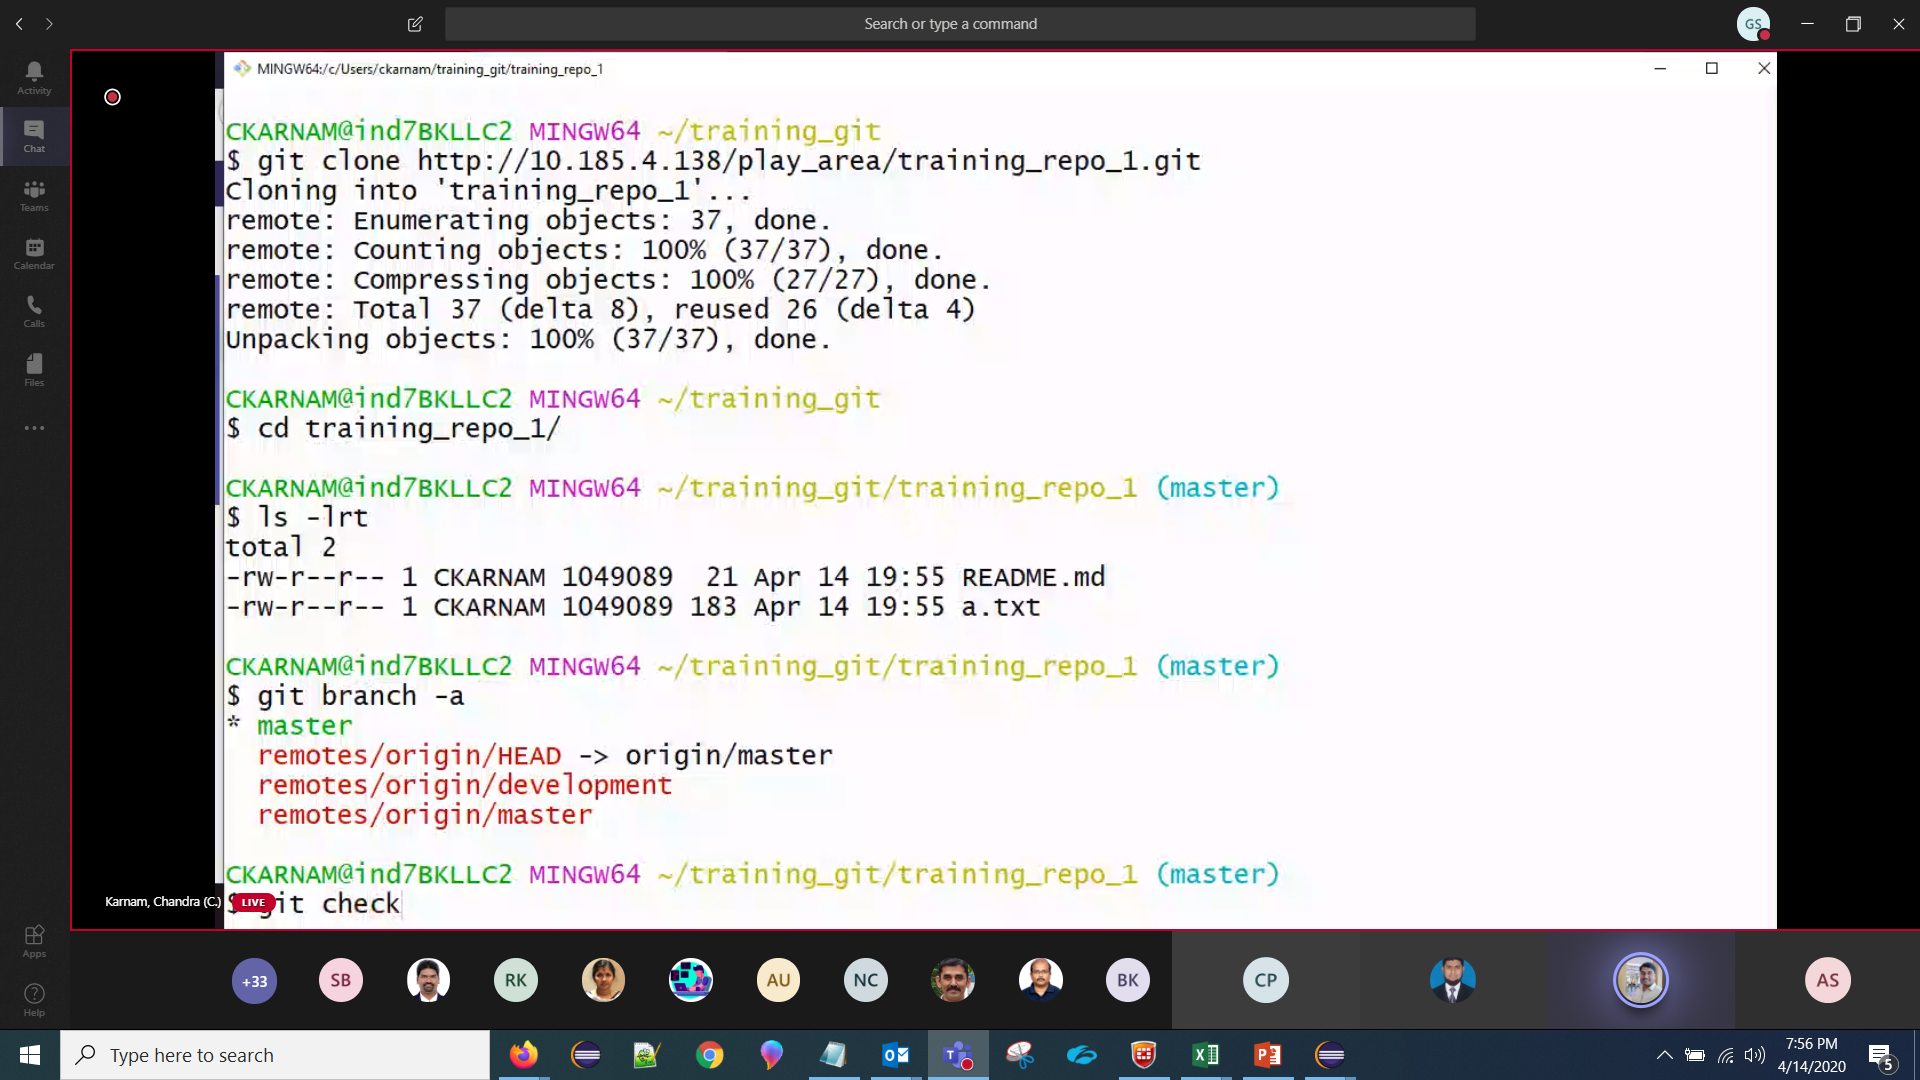 Search or type a command
GS
Activity
Chat
Teams
Calendar
Calls
Files
Apps
Help
MINGW64:/c/Users/ckarnam/training_git/training_repo_1
CKARNAM@ind7BKLLC2 MINGW64 ~/training_git
$ git clone http://10.185.4.138/play_area/training_repo_1.git
Cloning into 'training_repo_1'...
remote: Enumerating objects: 37, done.
remote: Counting objects: 100% (37/37), done.
remote: Compressing objects: 100% (27/27), done.
remote: Total 37 (delta 8), reused 26 (delta 4)
Unpacking objects: 100% (37/37), done.
CKARNAM@ind7BKLLC2 MINGW64 ~/training_git
$ cd training_repo_1/
CKARNAM@ind7BKLLC2 MINGW64 ~/training_git/training_repo_1 (master)
$ ls -lrt
total 2
-rw-r--r-- 1 CKARNAM 1049089  21 Apr 14 19:55 README.md
-rw-r--r-- 1 CKARNAM 1049089 183 Apr 14 19:55 a.txt
CKARNAM@ind7BKLLC2 MINGW64 ~/training_git/training_repo_1 (master)
$ git branch -a
* master
remotes/origin/HEAD -> origin/master
remotes/origin/development
remotes/origin/master
CKARNAM@ind7BKLLC2 MINGW64 ~/training_git/training_repo_1 (master)
$ git check
Karnam, Chandra (C.) LIVE
+33 SB RK AU NC BK CP AS
Type here to search
7:56 PM
4/14/2020
5